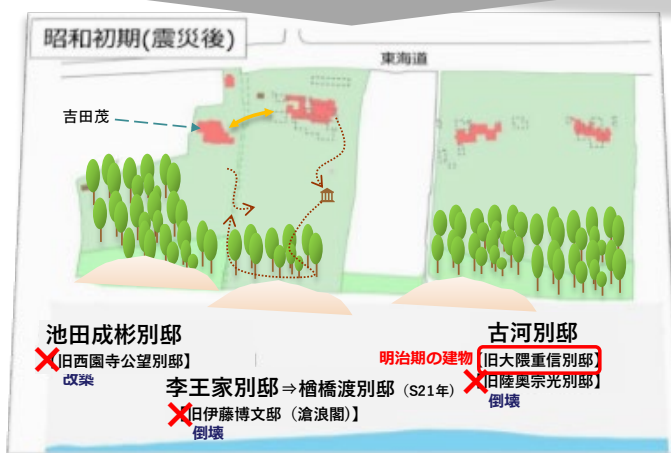 昭和初期(震災後)
東海道
吉田茂
池田成彬別邸
【旧西園寺公望別邸】
改築
李王家別邸⇒楢橋渡別邸（S21年）
【旧伊藤博文邸（滄浪閣）】
倒壊
古河別邸
明治期の建物
【旧大隈重信別邸】
【旧陸奥宗光別邸】
倒壊